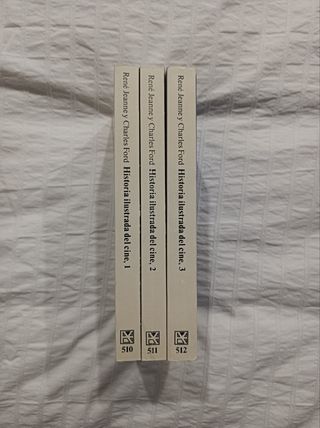 René Jeanne y Charles Ford Historia ilustrada del cine, 1
510
René Jeanne y Charles Ford Historia ilustrada del cine, 2
511
René Jeanne y Charles Ford Historia ilustrada del cine, 3
512